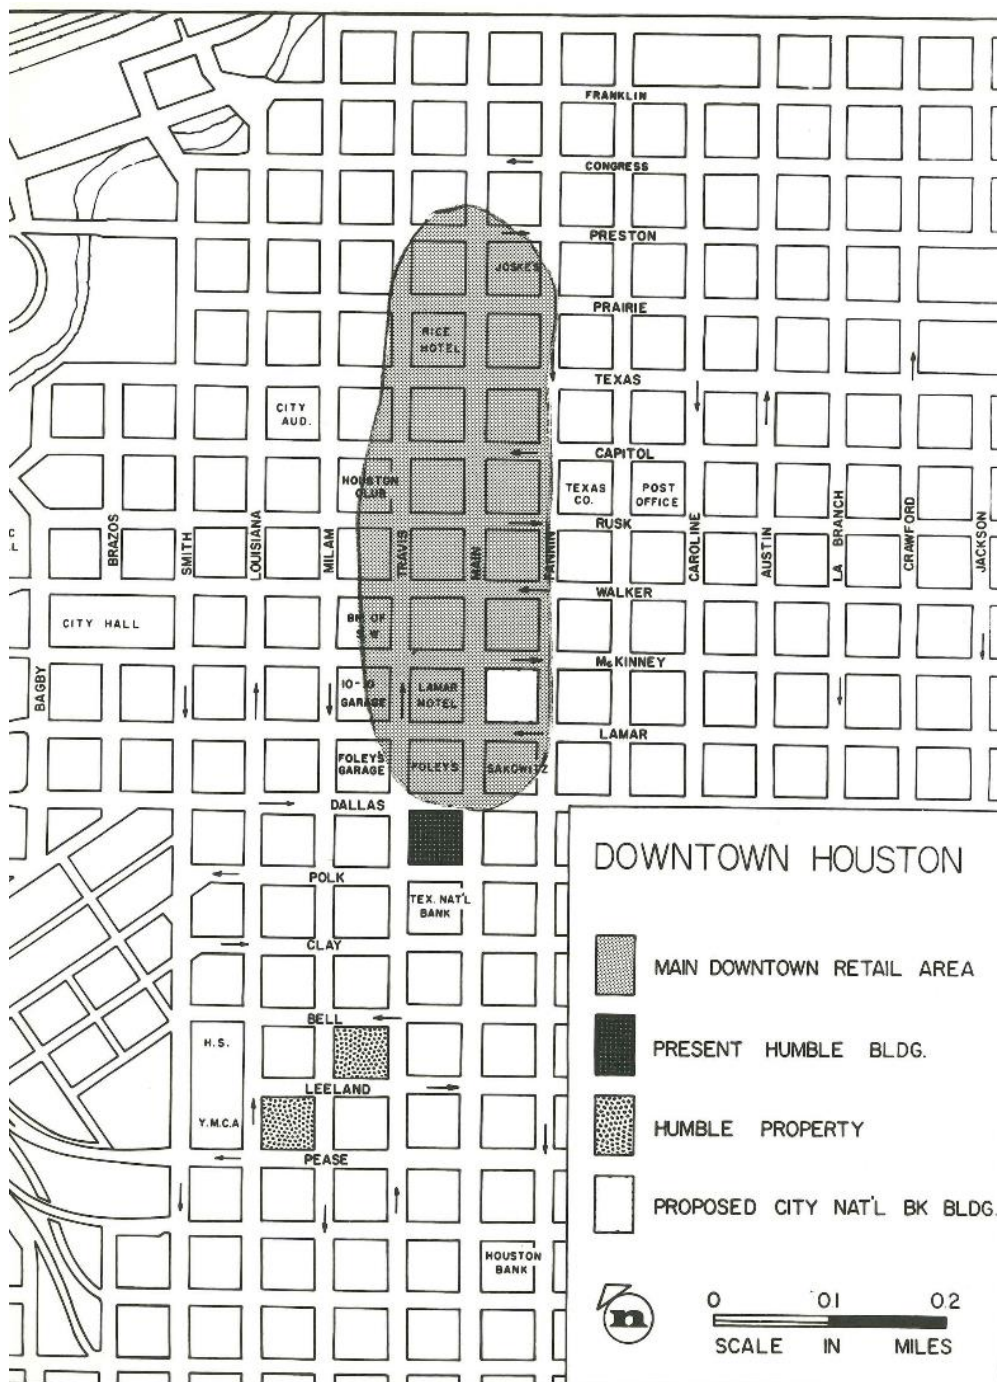 FRANKLIN
CONGRESS
PRESTON
JOSKE'S
PRAIRIE
RICE
HOTEL
TEXAS
CITY
AUD.
CAPITOL
HOUSTON
CLUB
TEXAS
CO.
POST
OFFICE
RUSK
BRAZOS
SMITH
LOUISIANA
MILAM
TRAVIS
MAIN
FANNIN
CAROLINE
AUSTIN
LA BRANCH
CRAWFORD
JACKSON
WALKER
CITY HALL
BK OF
McKINNEY
BAGBY
10-10
GARAGE
LAMAR
HOTEL
LAMAR
FOLEY'S
GARAGE
FOLEY'S
SAKOWITZ
DALLAS
POLK
TEX. NAT'L
BANK
CLAY
BELL
H.S.
LEELAND
Y.M.C.A
PEASE
HOUSTON
BANK
DOWNTOWN HOUSTON
MAIN DOWNTOWN RETAIL AREA
PRESENT HUMBLE BLDG.
HUMBLE PROPERTY
PROPOSED CITY NAT'L BK BLDG.
n
0 01 0.2
SCALE IN MILES